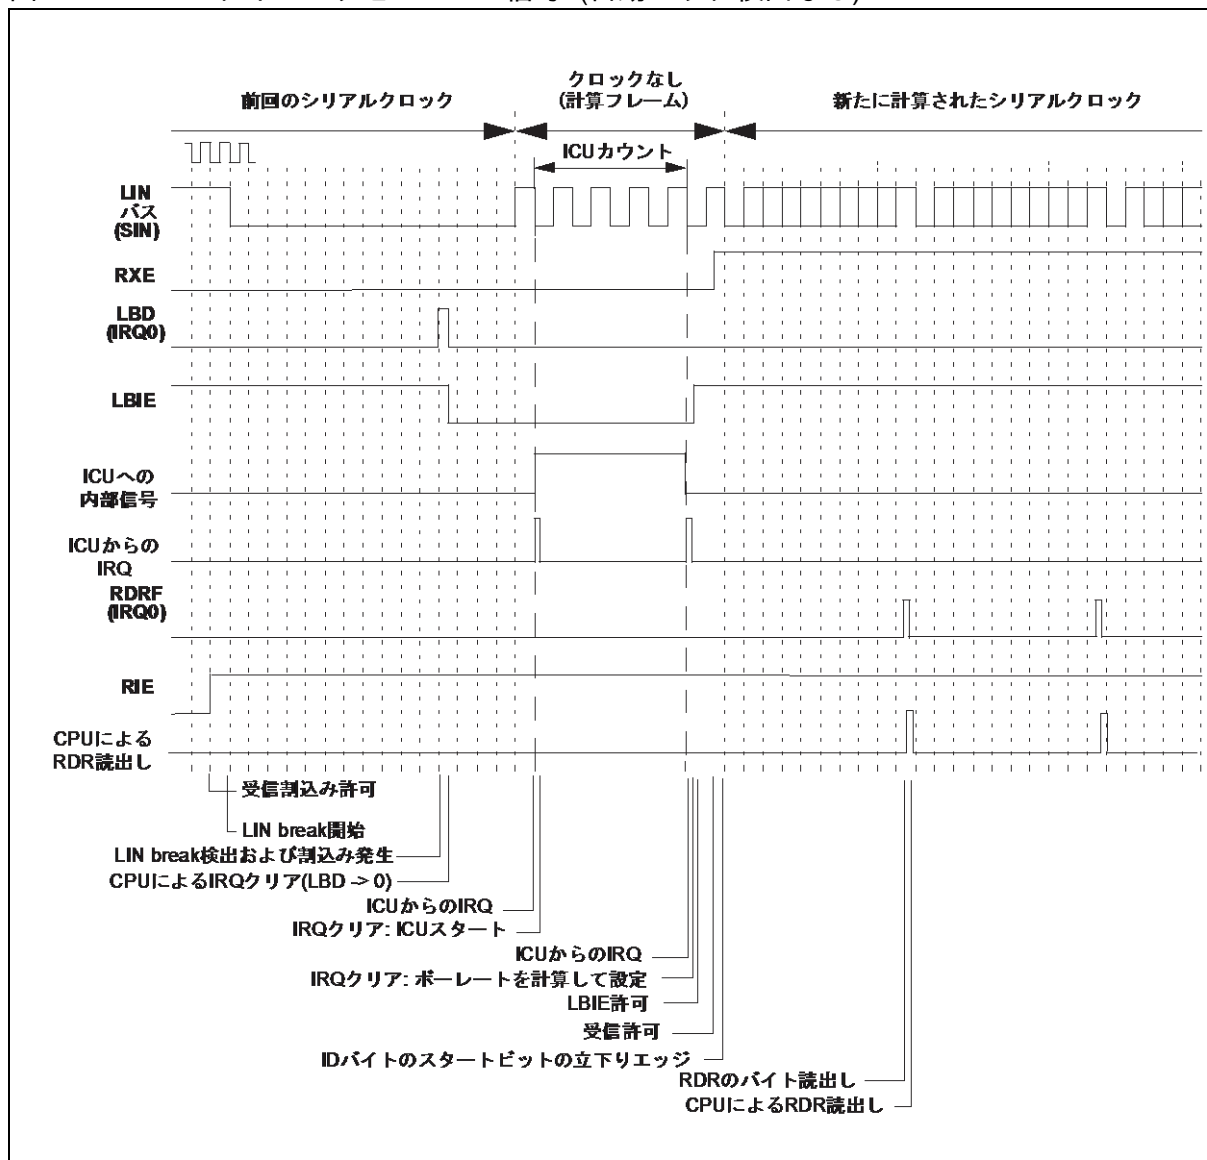 クロックなし
前回のシリアルクロック
(計算フレーム)
新たに計算されたシリアルクロック
ICUカウント
LIN
バス
(SIN)
RXE
LBD
(IRQ0)
LBIE
ICUへの
内部信号
ICUからの
IRQ
RDRF
(IRQ0)
RIE
CPUによる
RDR読出し
受信割込み許可
LIN break開始
LIN break検出および割込み発生
CPUによるIRQクリア(LBD -> 0)
ICUからのIRQ
IRQクリア: ICUスタート
ICUからのIRQ
IRQクリア: ボーレートを計算して設定
LBIE許可
受信許可
IDバイトのスタートビットの立下りエッジ
RDRのバイト読出し
CPUによるRDR読出し